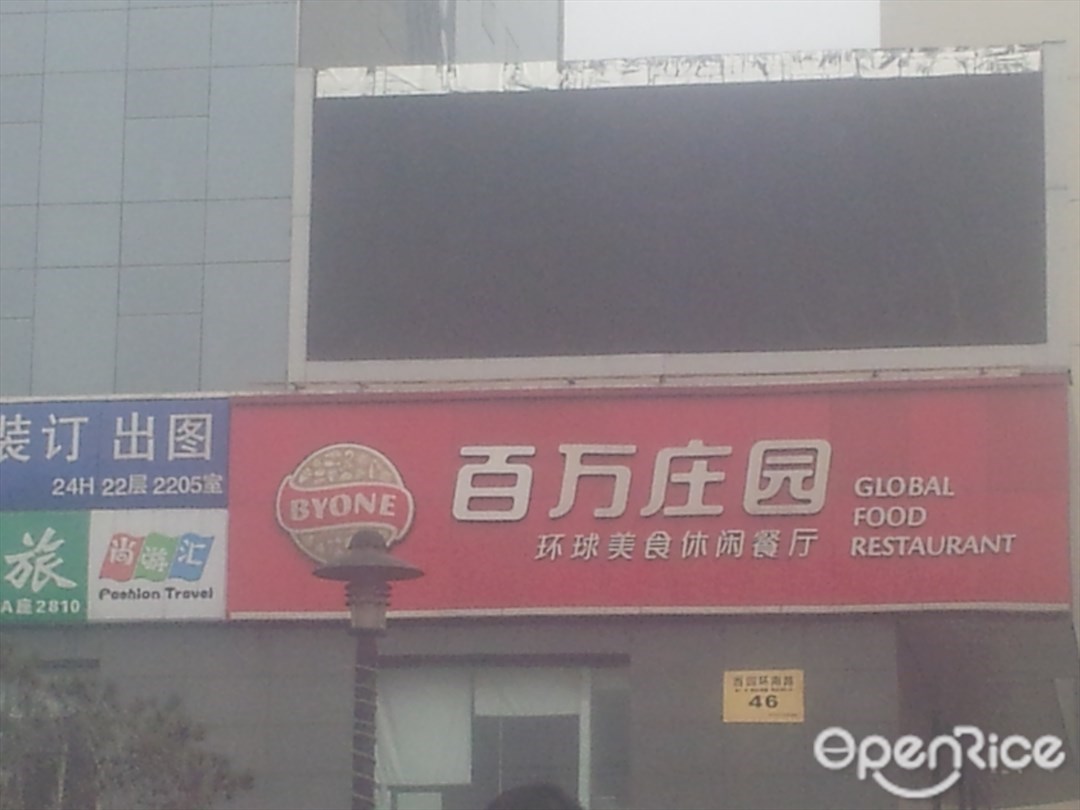 装订 出图
24H 22层 2205室
旅
A座2810
尚游汇
Fashion Travel
BYONE
百万庄园
环球美食休闲餐厅
GLOBAL
FOOD
RESTAURANT
46
OpenRice